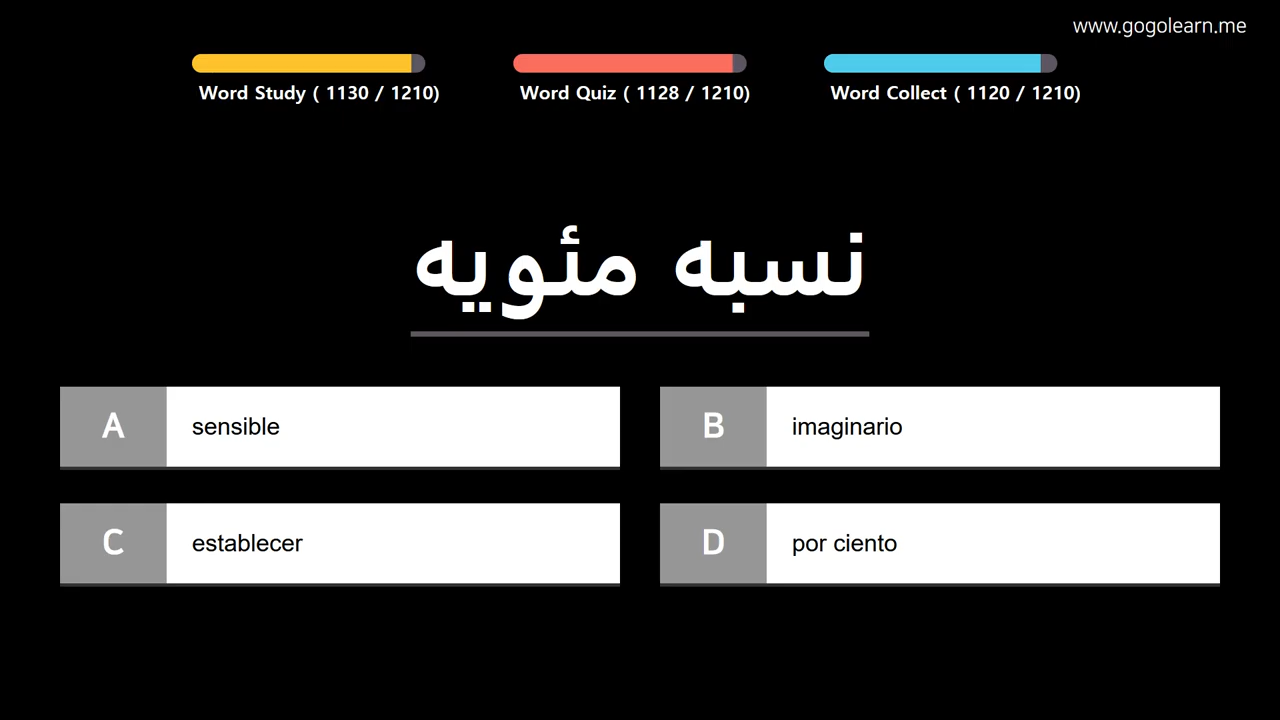 www.gogolearn.me
Word Study ( 1130 / 1210)
Word Quiz ( 1128 / 1210)
Word Collect ( 1120 / 1210)
نسبه مئويه
A sensible
B imaginario
C establecer
D por ciento